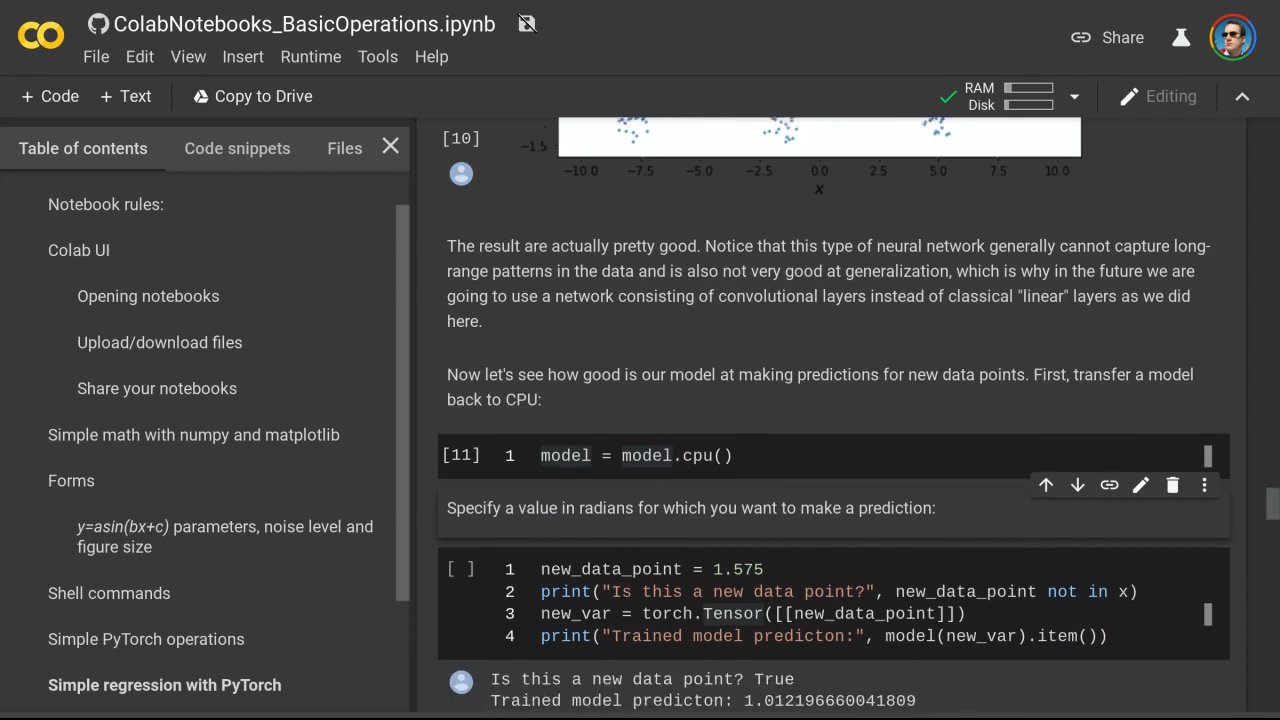 ColabNotebooks_BasicOperations.ipynb
File Edit View Insert Runtime Tools Help
Share
+ Code + Text Copy to Drive
RAM
Disk
Editing
Table of contents Code snippets Files
Notebook rules:
Colab UI
Opening notebooks
Upload/download files
Share your notebooks
Simple math with numpy and matplotlib
Forms
y=asin(bx+c) parameters, noise level and
figure size
Shell commands
Simple PyTorch operations
Simple regression with PyTorch
[10]
−1.5
−10.0 −7.5 −5.0 −2.5 0.0 2.5 5.0 7.5 10.0
x
The result are actually pretty good. Notice that this type of neural network generally cannot capture long-
range patterns in the data and is also not very good at generalization, which is why in the future we are
going to use a network consisting of convolutional layers instead of classical "linear" layers as we did
here.
Now let's see how good is our model at making predictions for new data points. First, transfer a model
back to CPU:
[11] 1 model = model.cpu()
Specify a value in radians for which you want to make a prediction:
[ ] 1 new_data_point = 1.575
2 print("Is this a new data point?", new_data_point not in x)
3 new_var = torch.Tensor([[new_data_point]])
4 print("Trained model predicton:", model(new_var).item())
Is this a new data point? True
Trained model predicton: 1.012196660041809